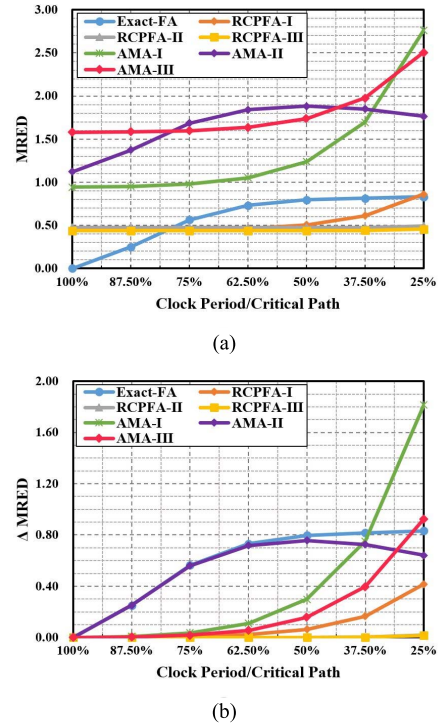 (a)
Exact-FA
RCPFA-I
RCPFA-II
RCPFA-III
AMA-I
AMA-II
AMA-III
MRED
3.00
2.50
2.00
1.50
1.00
0.50
0.00
100%
87.50%
75%
62.50%
50%
37.50%
25%
Clock Period/Critical Path
(a)
Exact-FA
RCPFA-I
RCPFA-II
RCPFA-III
AMA-I
AMA-II
AMA-III
Δ MRED
2.00
1.60
1.20
0.80
0.40
0.00
100%
87.50%
75%
62.50%
50%
37.50%
25%
Clock Period/Critical Path
(b)